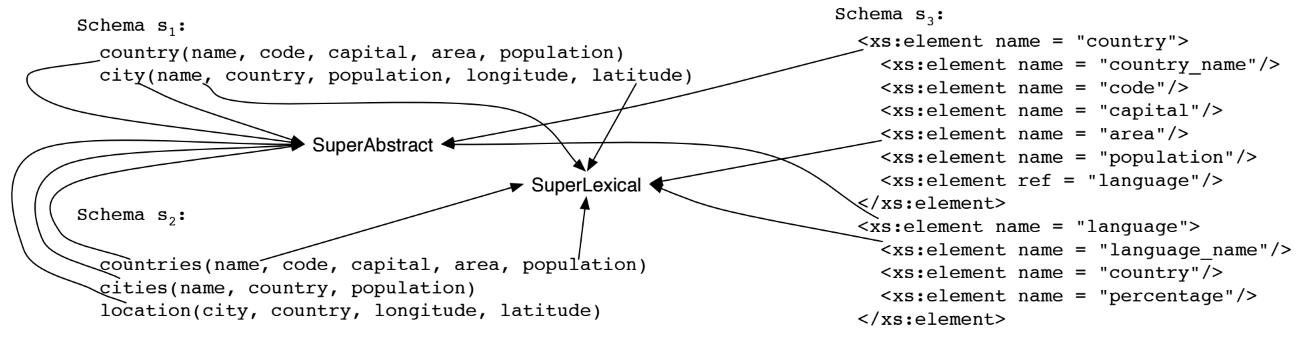 Schema s1:
country(name, code, capital, area, population)
city(name, country, population, longitude, latitude)
SuperAbstract
SuperLexical
Schema s2:
countries(name, code, capital, area, population)
cities(name, country, population)
location(city, country, longitude, latitude)
Schema s3:
<xs:element name = "country">
<xs:element name = "country_name"/>
<xs:element name = "code"/>
<xs:element name = "capital"/>
<xs:element name = "area"/>
<xs:element name = "population"/>
<xs:element ref = "language"/>
</xs:element>
<xs:element name = "language">
<xs:element name = "language_name"/>
<xs:element name = "country"/>
<xs:element name = "percentage"/>
</xs:element>